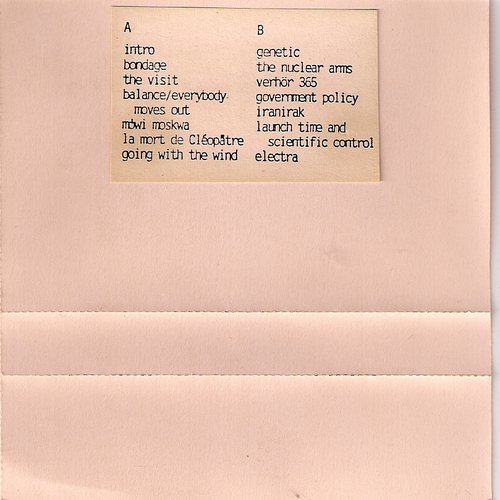 A
intro
bondage
the visit
balance/everybody-
moves out
mówi moskwa
la mort de Cléopâtre
going with the wind
B
genetic
the nuclear arms
verhör 365
government policy
iranirak
launch time and
scientific control
electra